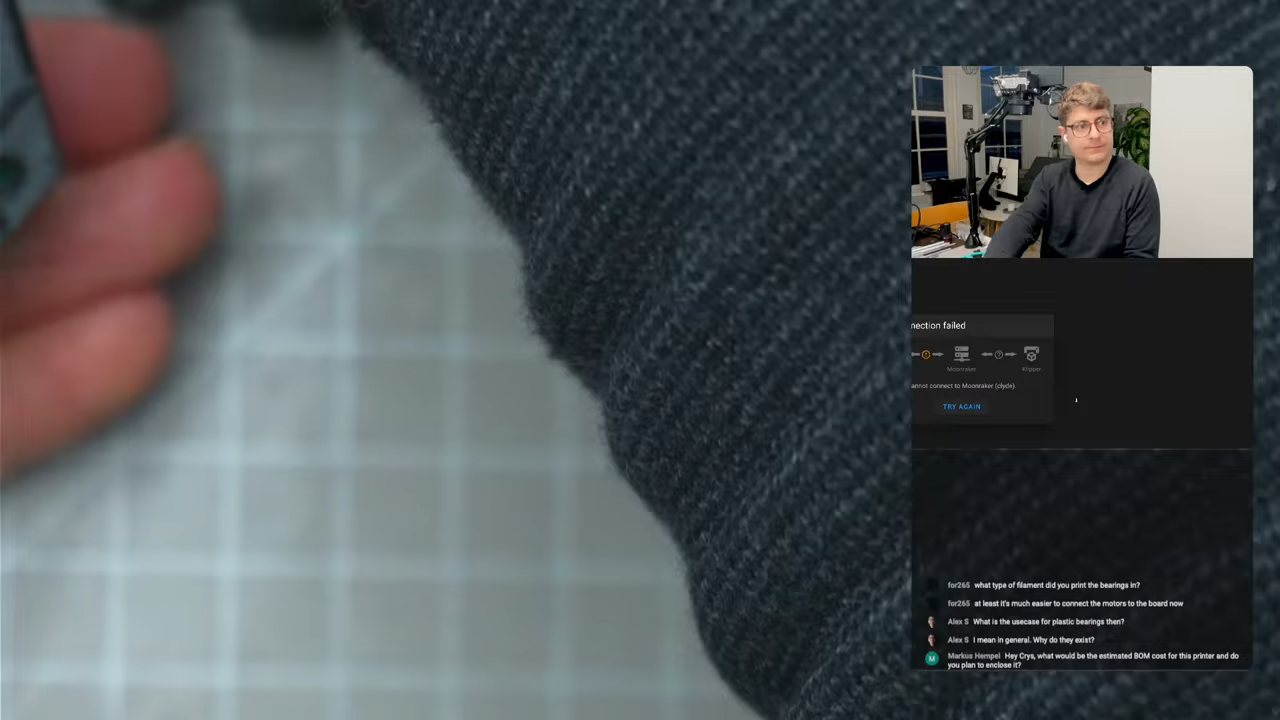 nection failed
Moonraker
Klipper
annot connect to Moonraker (clyde).
TRY AGAIN
for265 what type of filament did you print the bearings in?
for265 at least it's much easier to connect the motors to the board now
Alex S What is the usecase for plastic bearings then?
Alex S I mean in general. Why do they exist?
M
Markus Hempel Hey Crys, what would be the estimated BOM cost for this printer and do
you plan to enclose it?